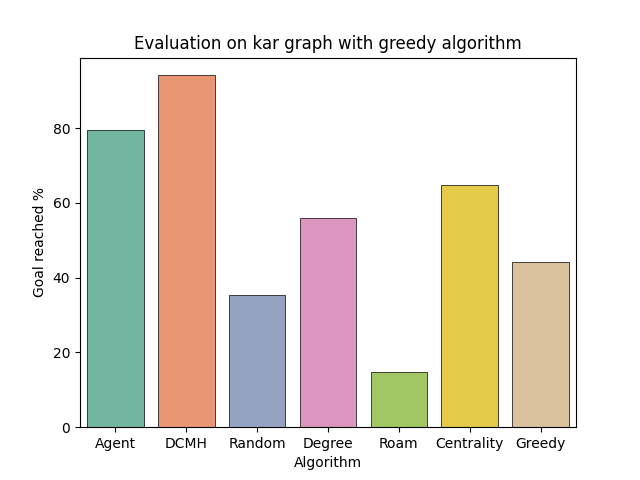 Evaluation on kar graph with greedy algorithm
Goal reached %
80
60
40
20
0
Agent DCMH Random Degree Roam Centrality Greedy
Algorithm